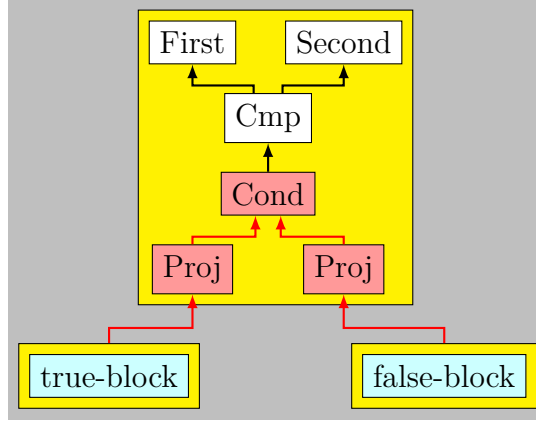 First
Second
Cmp
Cond
Proj
Proj
true-block
false-block